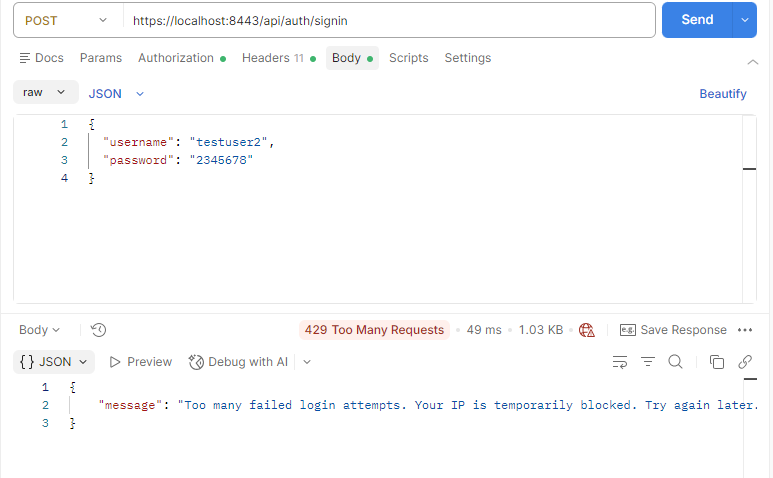 POST https://localhost:8443/api/auth/signin Send
Docs Params Authorization Headers 11 Body Scripts Settings
raw JSON Beautify
1 {
2 "username": "testuser2",
3 "password": "2345678"
4 }
Body 429 Too Many Requests 49 ms 1.03 KB e.g. Save Response
{} JSON Preview Debug with AI
1 {
2 "message": "Too many failed login attempts. Your IP is temporarily blocked. Try again later.
3 }